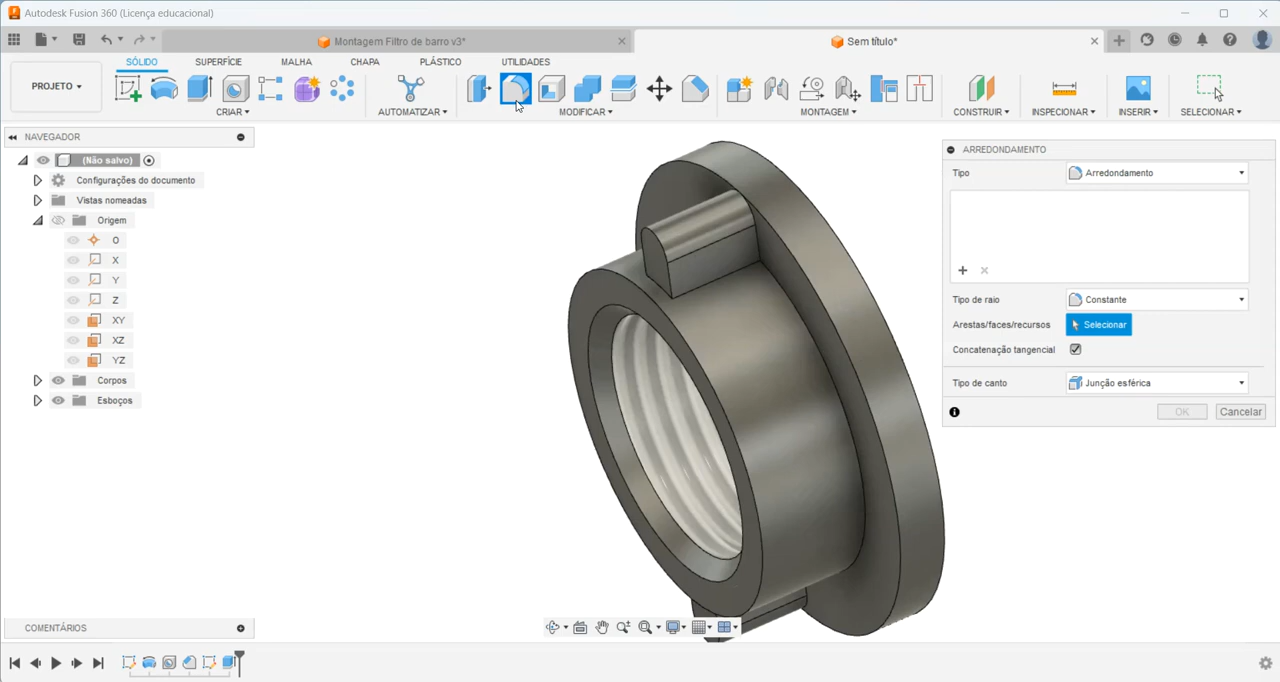 Autodesk Fusion 360 (Licença educacional)
Montagem Filtro de barro v3*
Sem título*
PROJETO
SÓLIDO
SUPERFÍCIE
MALHA
CHAPA
PLÁSTICO
UTILIDADES
CRIAR
AUTOMATIZAR
MODIFICAR
MONTAGEM
CONSTRUIR
INSPECIONAR
INSERIR
SELECIONAR
NAVEGADOR
(Não salvo)
Configurações do documento
Vistas nomeadas
Origem
O
X
Y
Z
XY
XZ
YZ
Corpos
Esboços
ARREDONDAMENTO
Tipo
Arredondamento
Tipo de raio
Constante
Arestas/faces/recursos
Selecionar
Concatenação tangencial
Tipo de canto
Junção esférica
OK
Cancelar
COMENTÁRIOS